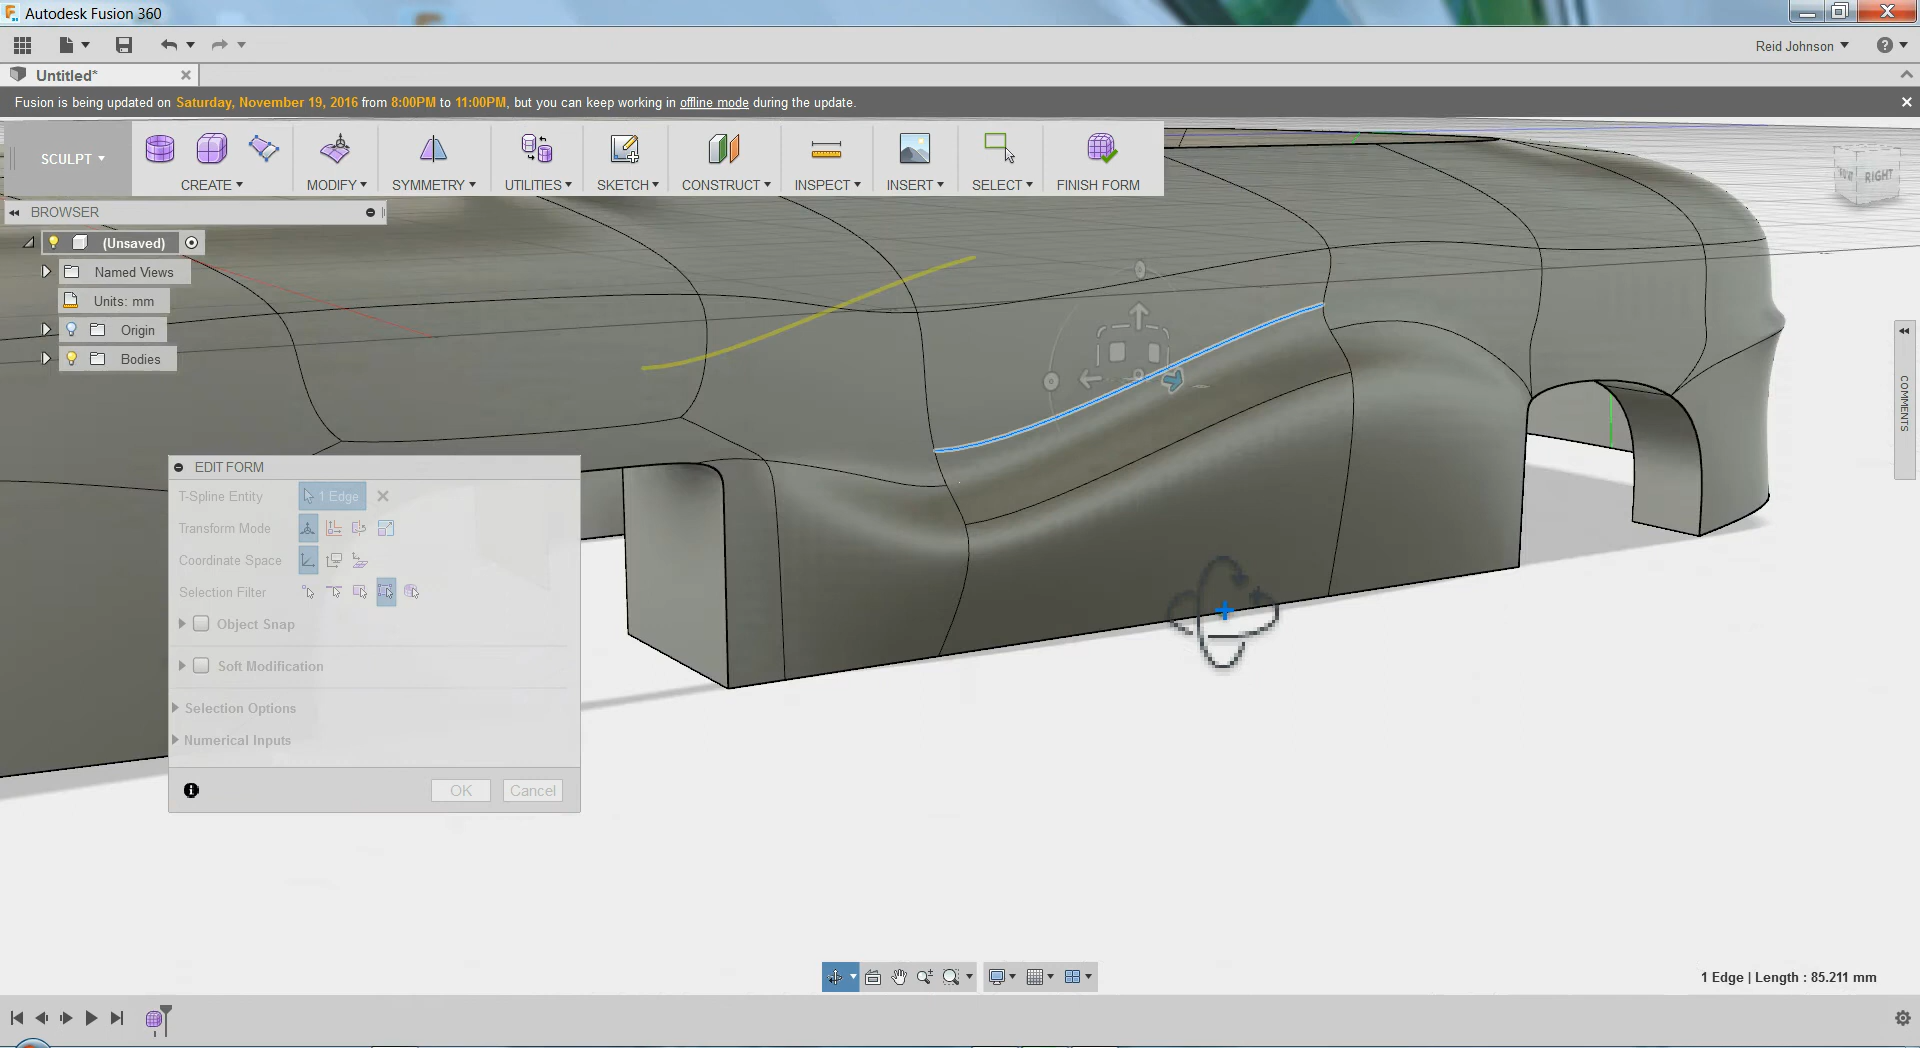 Autodesk Fusion 360
Reid Johnson
Untitled*
Fusion is being updated on Saturday, November 19, 2016 from 8:00PM to 11:00PM, but you can keep working in offline mode during the update.
SCULPT
CREATE
MODIFY
SYMMETRY
UTILITIES
SKETCH
CONSTRUCT
INSPECT
INSERT
SELECT
FINISH FORM
RIGHT
BROWSER
(Unsaved)
Named Views
Units: mm
Origin
Bodies
COMMENTS
EDIT FORM
T-Spline Entity
1 Edge
Transform Mode
Coordinate Space
Selection Filter
Object Snap
Soft Modification
Selection Options
Numerical Inputs
OK
Cancel
1 Edge | Length : 85.211 mm